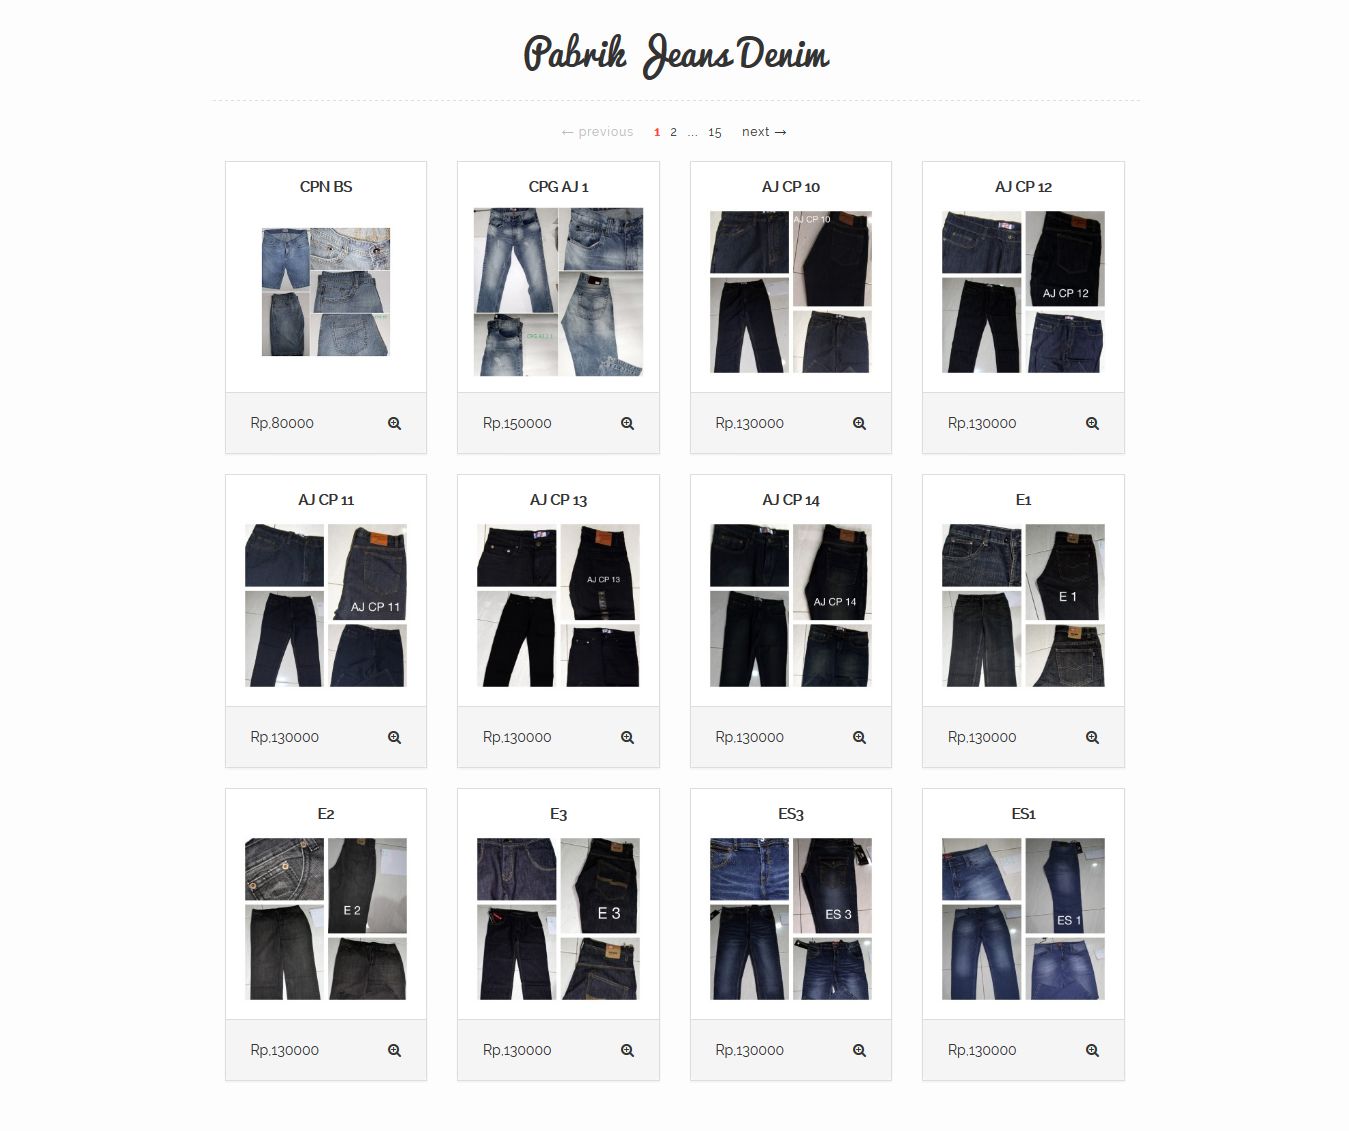 Pabrik Jeans Denim
← previous 1 2 ... 15 next →
CPN BS
CPG AJ 1
AJ CP 10
AJ CP 12
AJ CP 10
AJ CP 12
Rp.80000
Rp.150000
Rp.130000
Rp.130000
AJ CP 11
AJ CP 13
AJ CP 14
E1
AJ CP 11
AJ CP 13
AJ CP 14
E 1
Rp.130000
Rp.130000
Rp.130000
Rp.130000
E2
E3
ES3
ES1
E 2
E 3
ES 3
ES 1
Rp.130000
Rp.130000
Rp.130000
Rp.130000